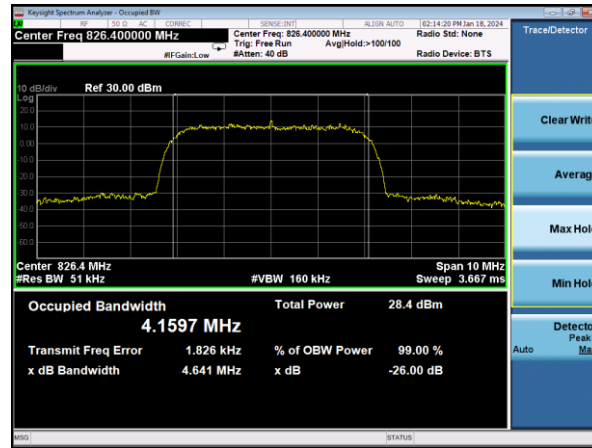 Keysight Spectrum Analyzer - Occupied BW
RF 50 Ω AC CORREC SENSE:INT ALIGN AUTO 02:14:20 PM Jan 18, 2024
Center Freq 826.400000 MHz
Center Freq: 826.400000 MHz Radio Std: None
Trig: Free Run Avg|Hold:>100/100
#IFGain:Low #Atten: 40 dB Radio Device: BTS
10 dB/div Ref 30.00 dBm
Log
20.0
10.0
0.00
-10.0
-20.0
-30.0
-40.0
-50.0
-60.0
Center 826.4 MHz Span 10 MHz
#Res BW 51 kHz #VBW 160 kHz Sweep 3.667 ms
Occupied Bandwidth Total Power 28.4 dBm
4.1597 MHz
Transmit Freq Error 1.826 kHz % of OBW Power 99.00 %
x dB Bandwidth 4.641 MHz x dB -26.00 dB
MSG STATUS
Trace/Detector
Clear Writ
Averag
Max Hol
Min Hol
Detecto
Peak
Auto Ma